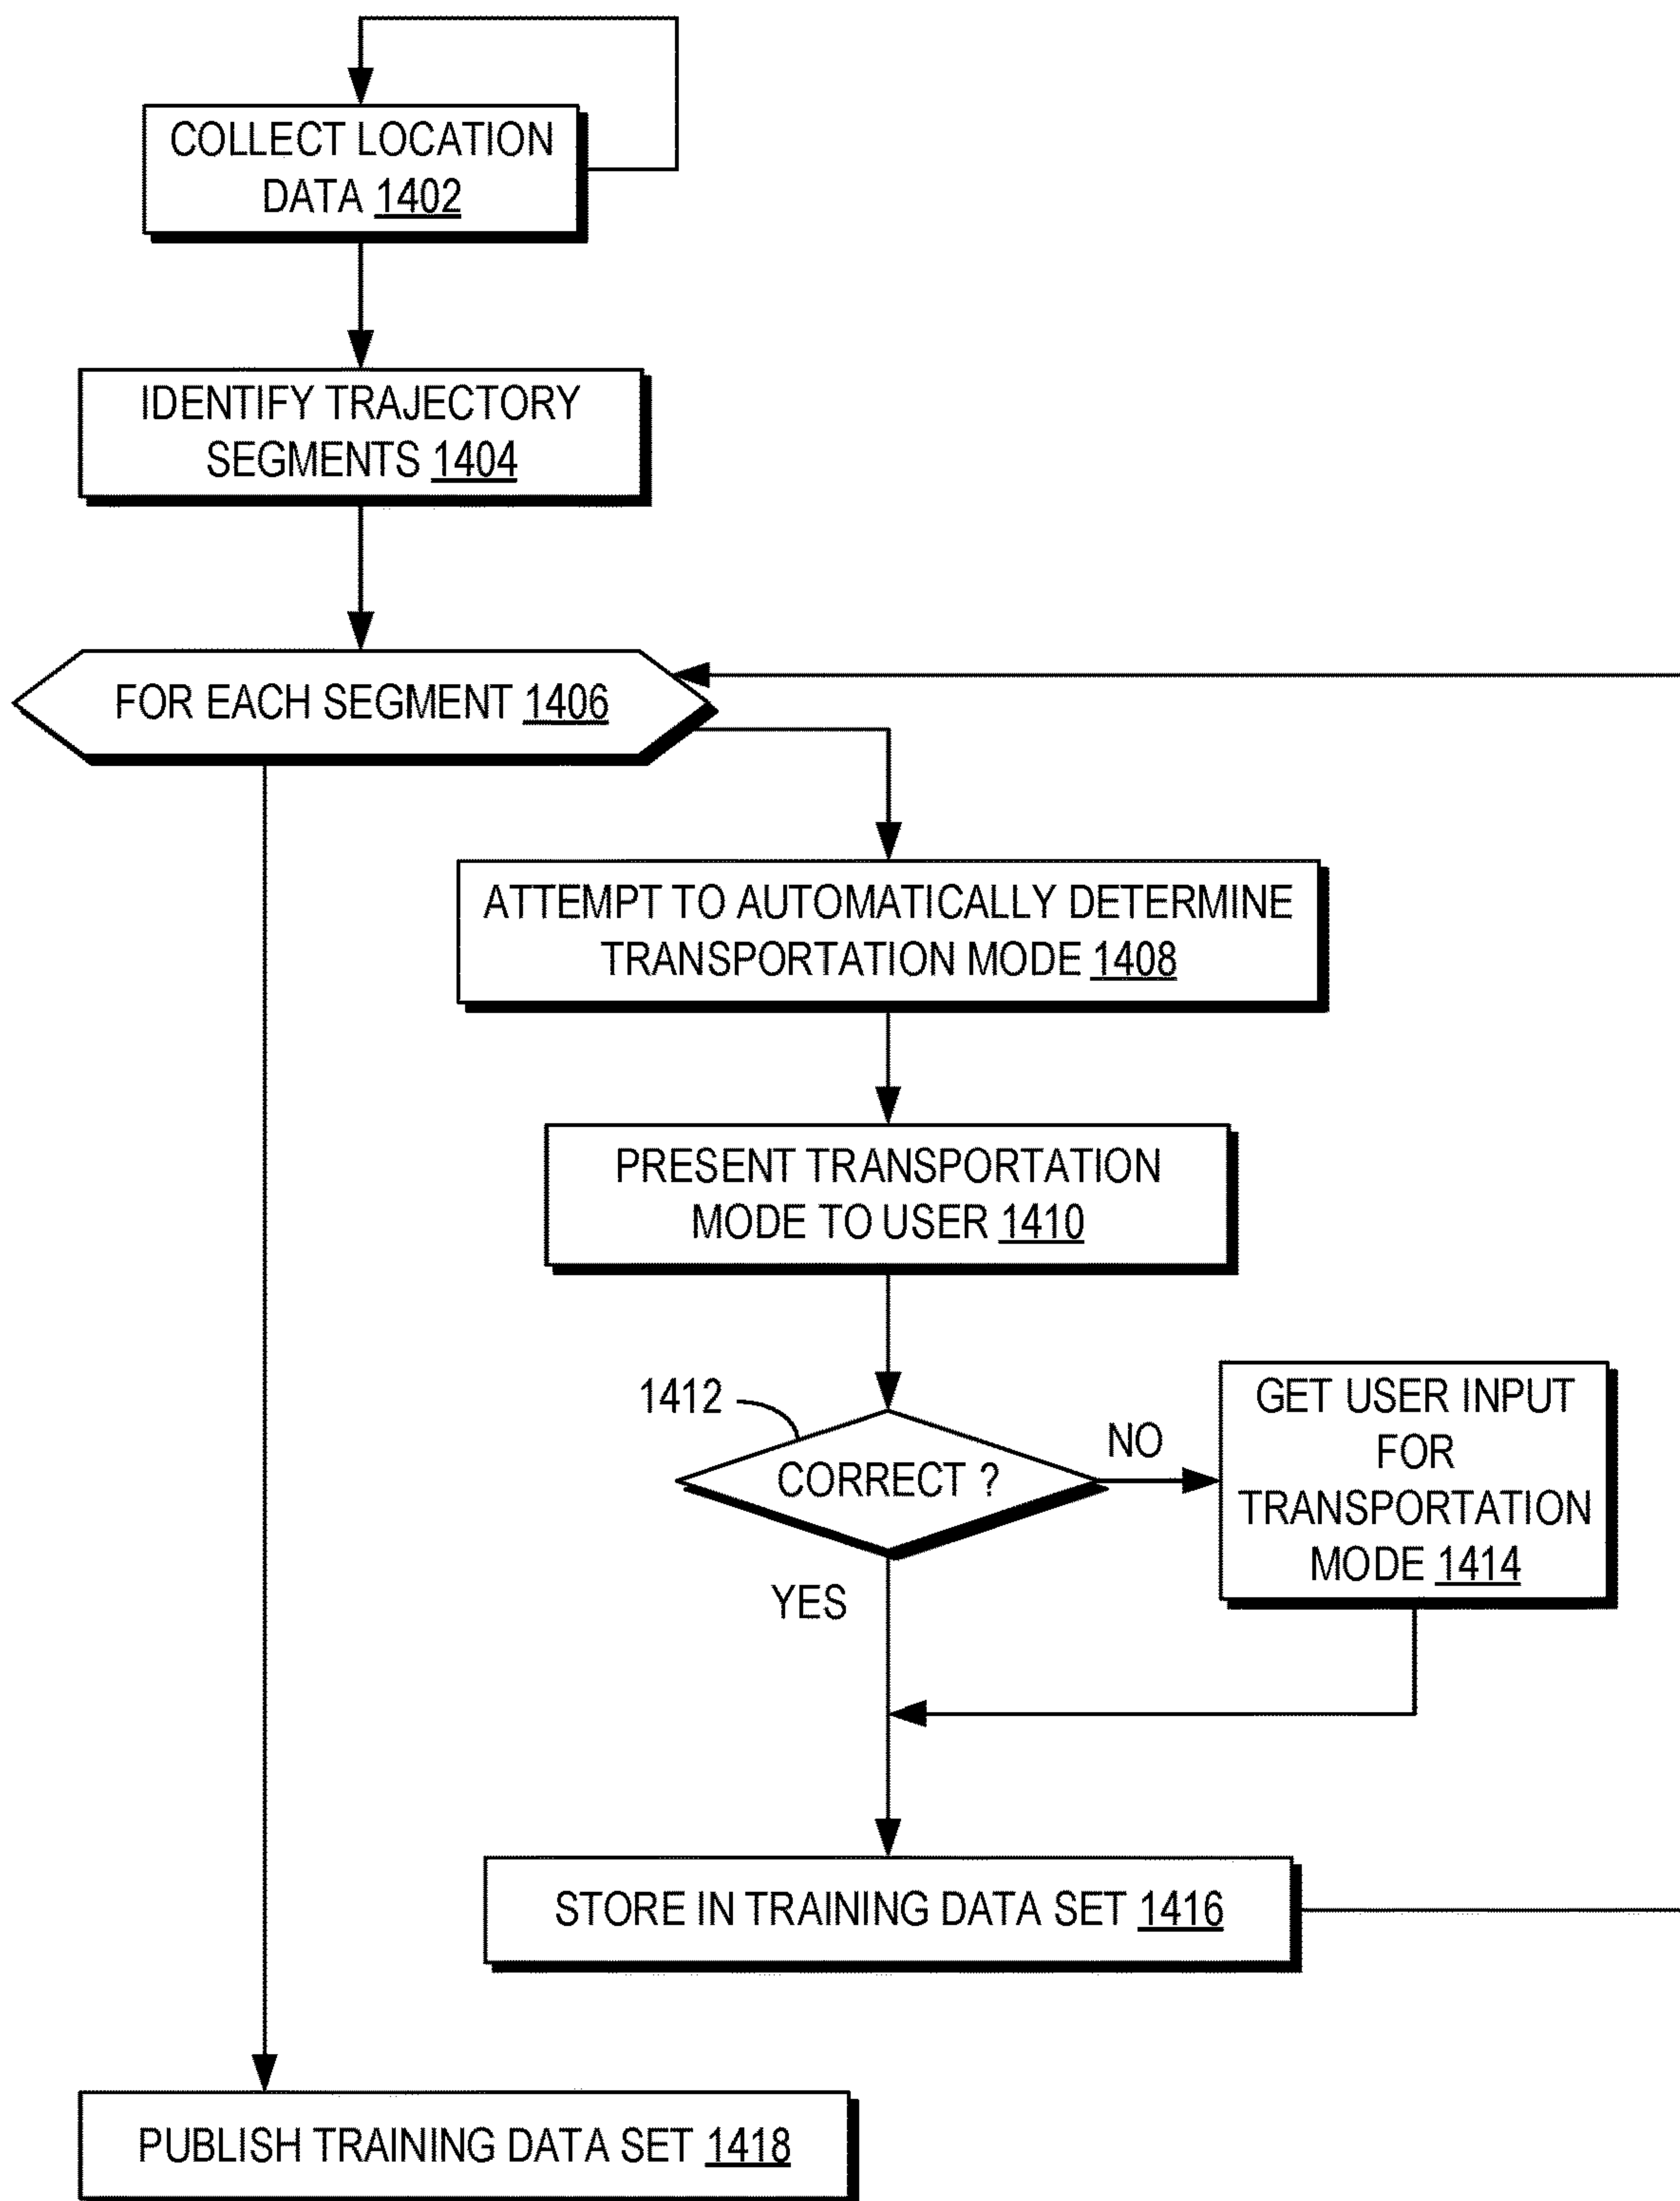 COLLECT LOCATION
DATA 1402
IDENTIFY TRAJECTORY
SEGMENTS 1404
FOR EACH SEGMENT 1406
ATTEMPT TO AUTOMATICALLY DETERMINE
TRANSPORTATION MODE 1408
PRESENT TRANSPORTATION
MODE TO USER 1410
1412
CORRECT ?
NO
GET USER INPUT
FOR
TRANSPORTATION
MODE 1414
YES
STORE IN TRAINING DATA SET 1416
PUBLISH TRAINING DATA SET 1418